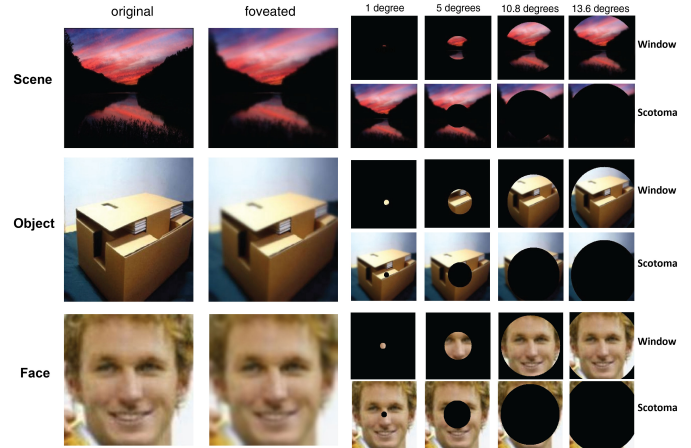 original foveated 1 degree 5 degrees 10.8 degrees 13.6 degrees
Scene
Window
Scotoma
Object
Window
Scotoma
Face
Window
Scotoma